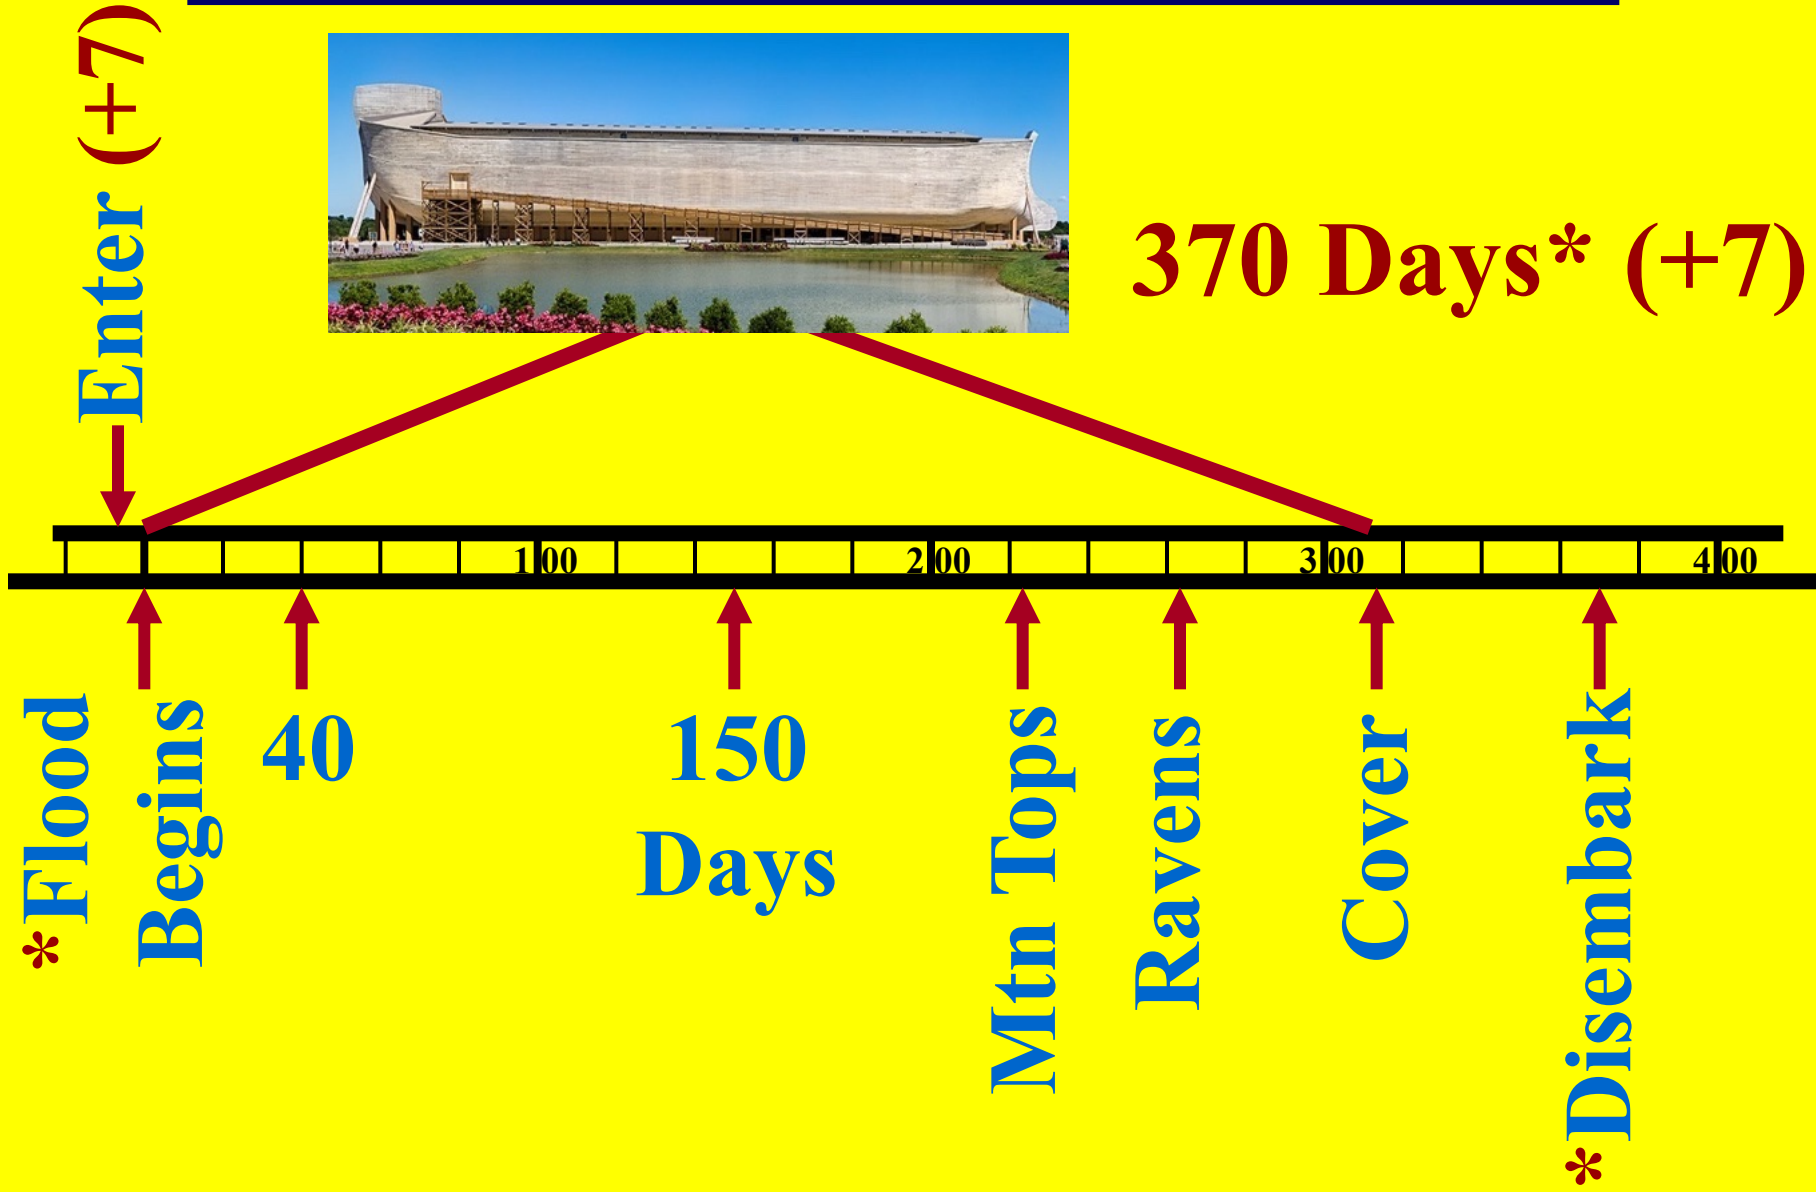 Enter (+7)
370 Days* (+7)
100 200 300 400
*Flood
Begins
40
150
Days
Mtn Tops
Ravens
Cover
*Disembark